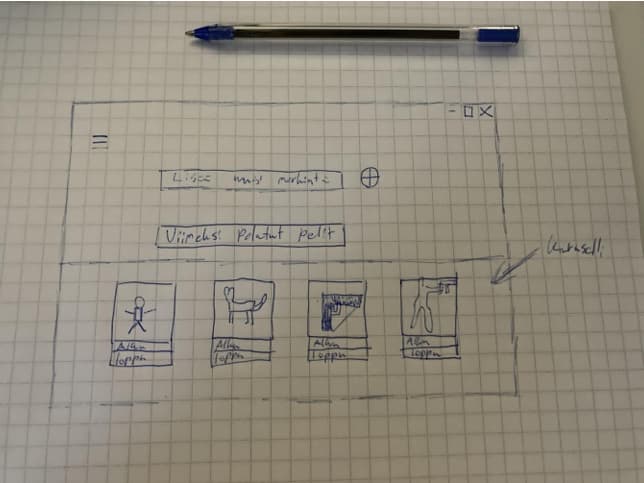 Lisää uusi merkintä
Viimeksi Pelatut Pelit
Karuselli
Alku Alku Alku Alku
Loppu Loppu Loppu Loppu